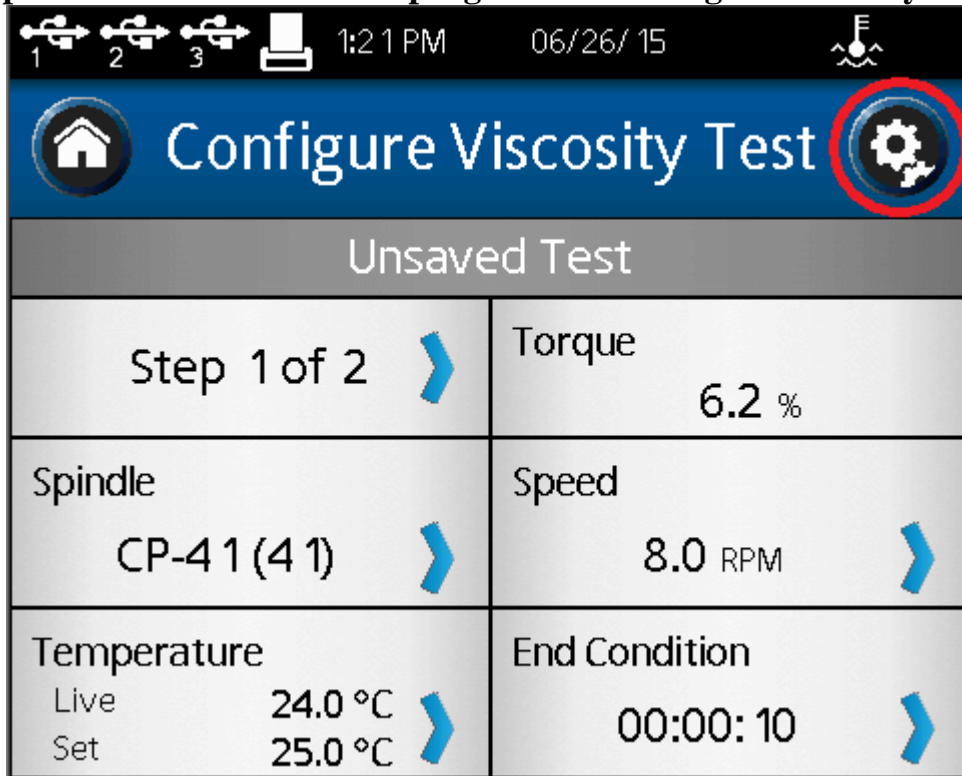 1 2 3 1:21 PM 06/26/15
Configure Viscosity Test
Unsaved Test
Step 1 of 2
Torque
6.2 %
Spindle
CP-41 (41)
Speed
8.0 RPM
Temperature
Live 24.0 °C
Set 25.0 °C
End Condition
00:00:10